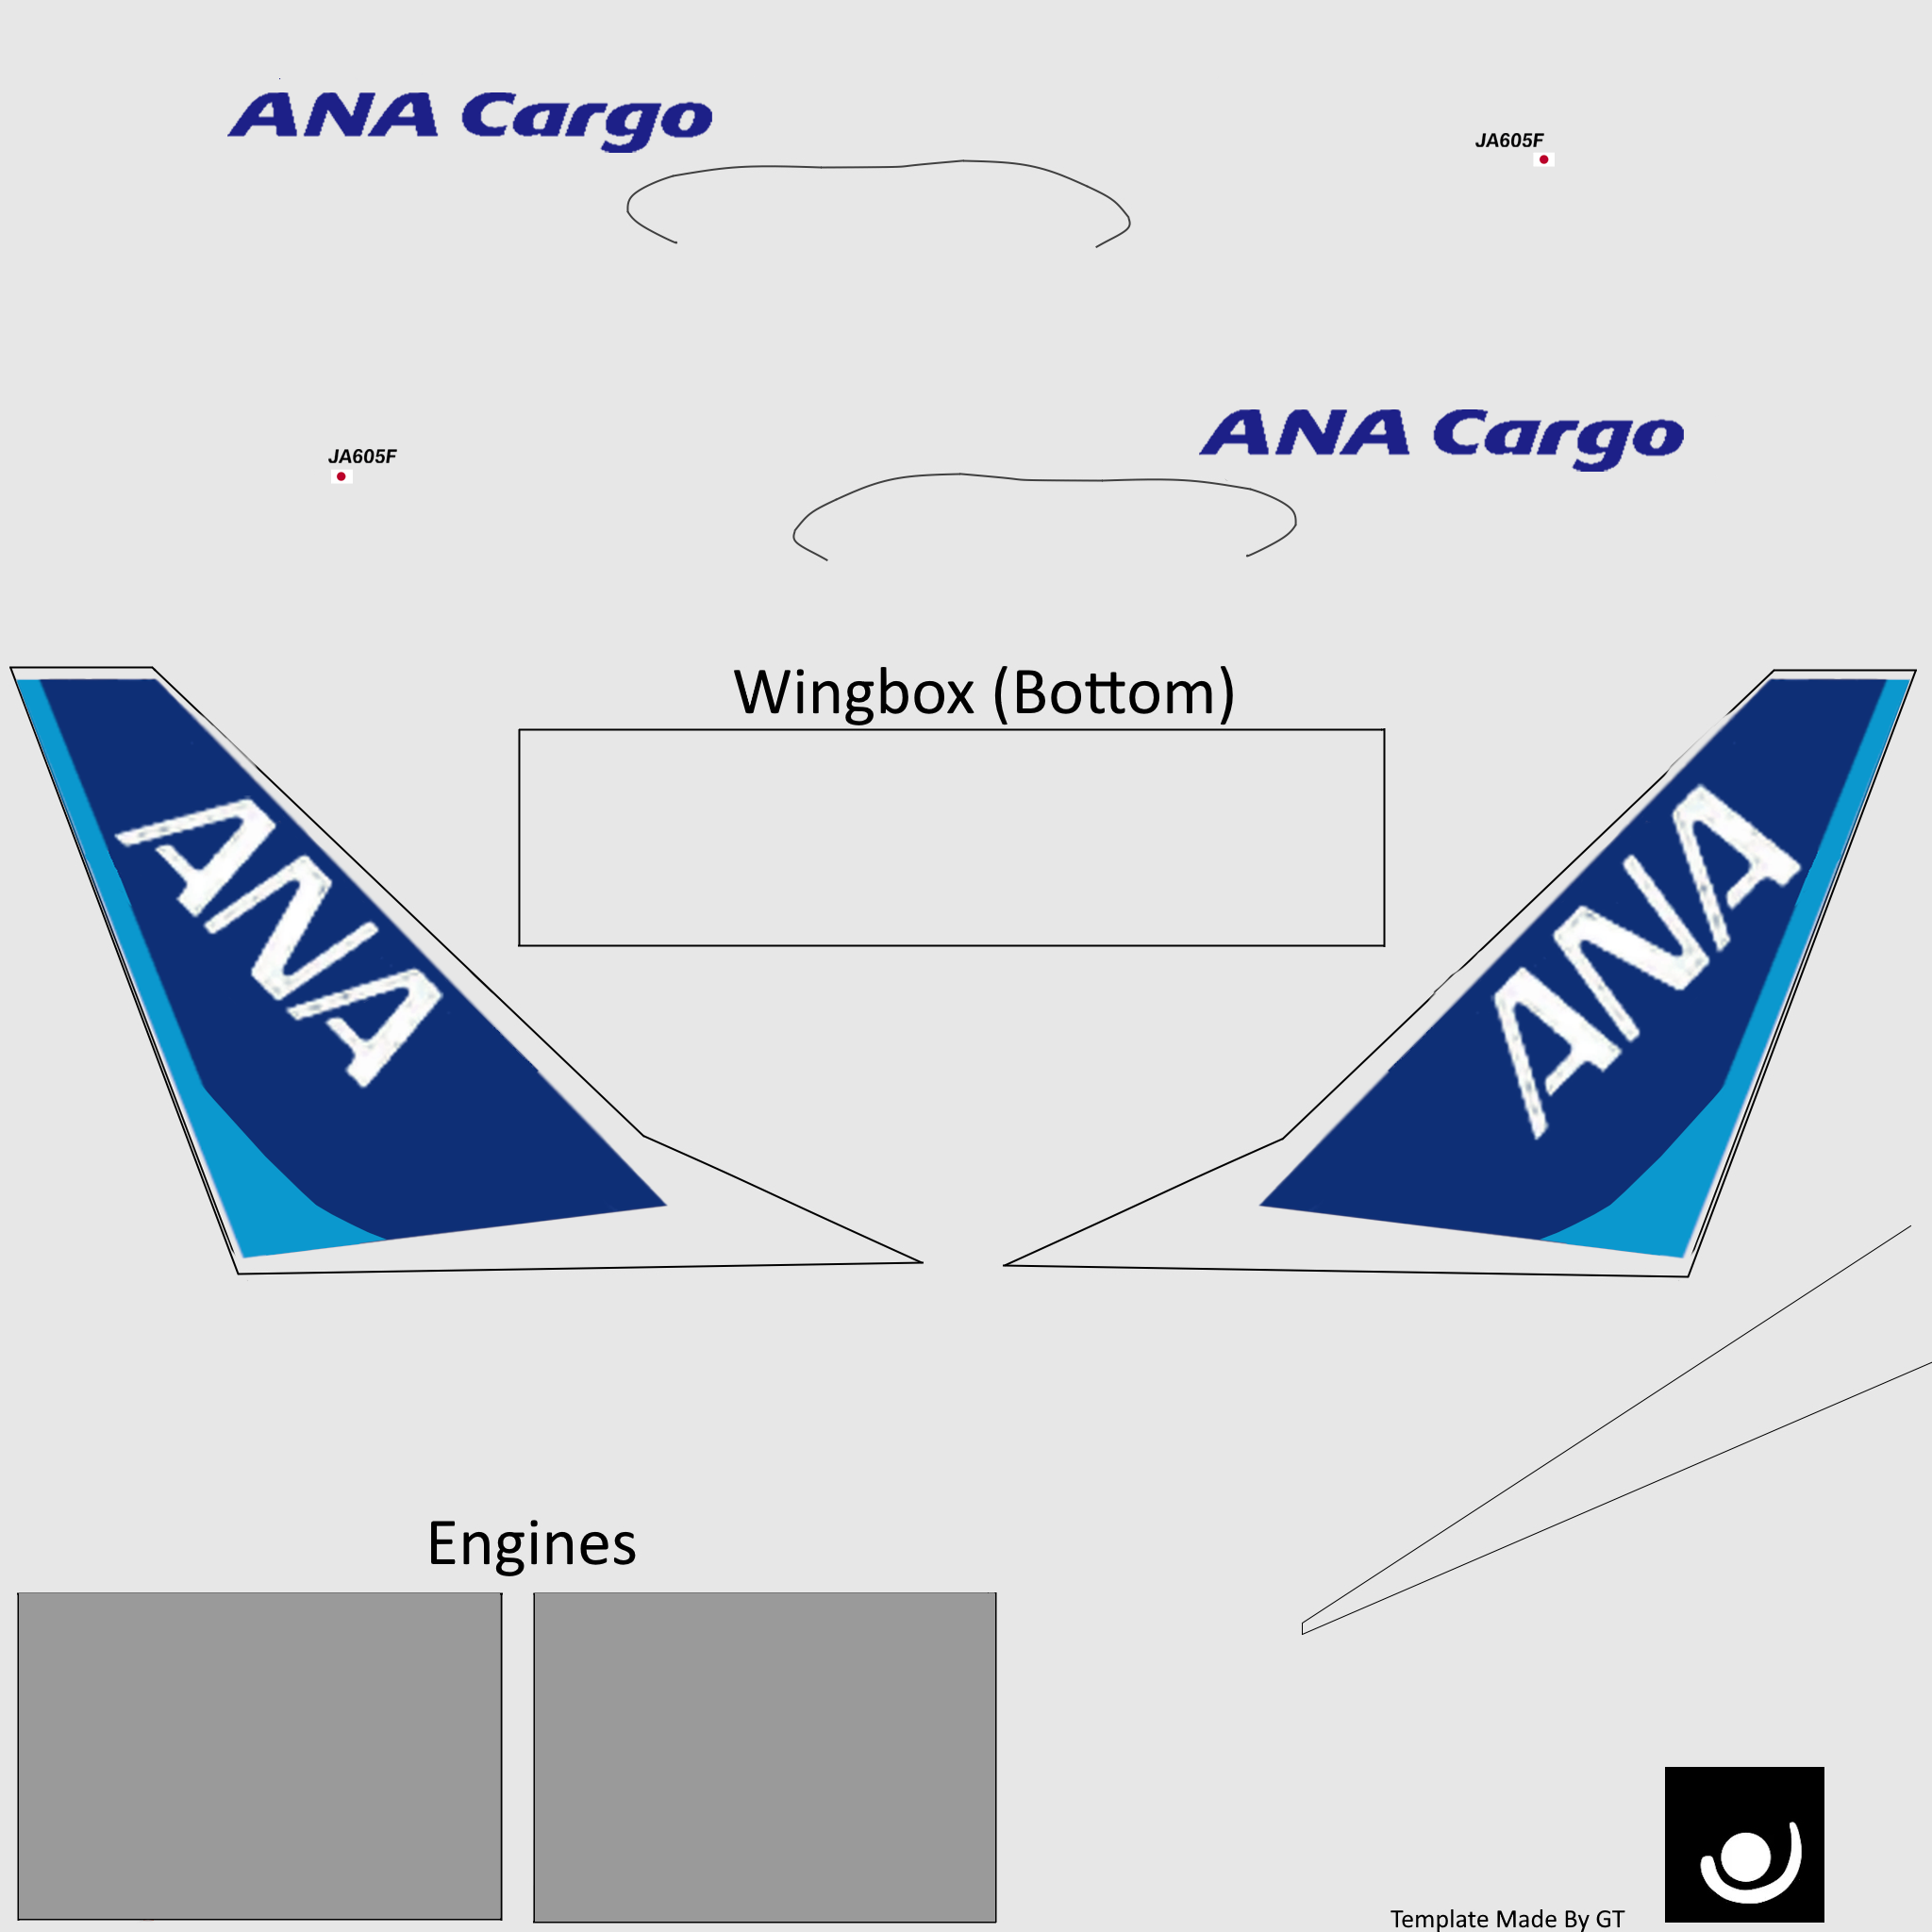 ANA Cargo
JA605F
ANA Cargo
JA605F
Wingbox (Bottom)
ANA
ANA
Engines
Template Made By GT